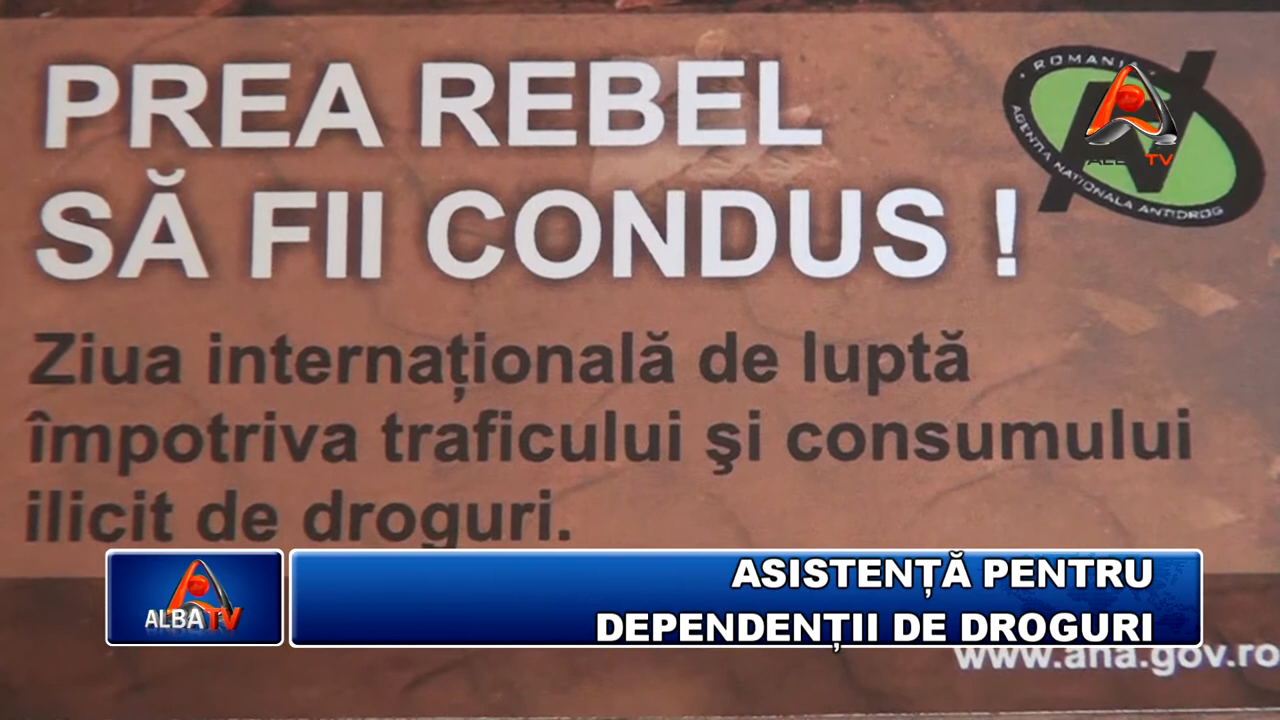 PREA REBEL
SĂ FII CONDUS !
ROMANIA
AGENTIA NATIONALA ANTIDROG
ALBA TV
Ziua internaţională de luptă
împotriva traficului şi consumului
ilicit de droguri.
ALBA TV
ASISTENȚĂ PENTRU
DEPENDENȚII DE DROGURI
www.ana.gov.ro